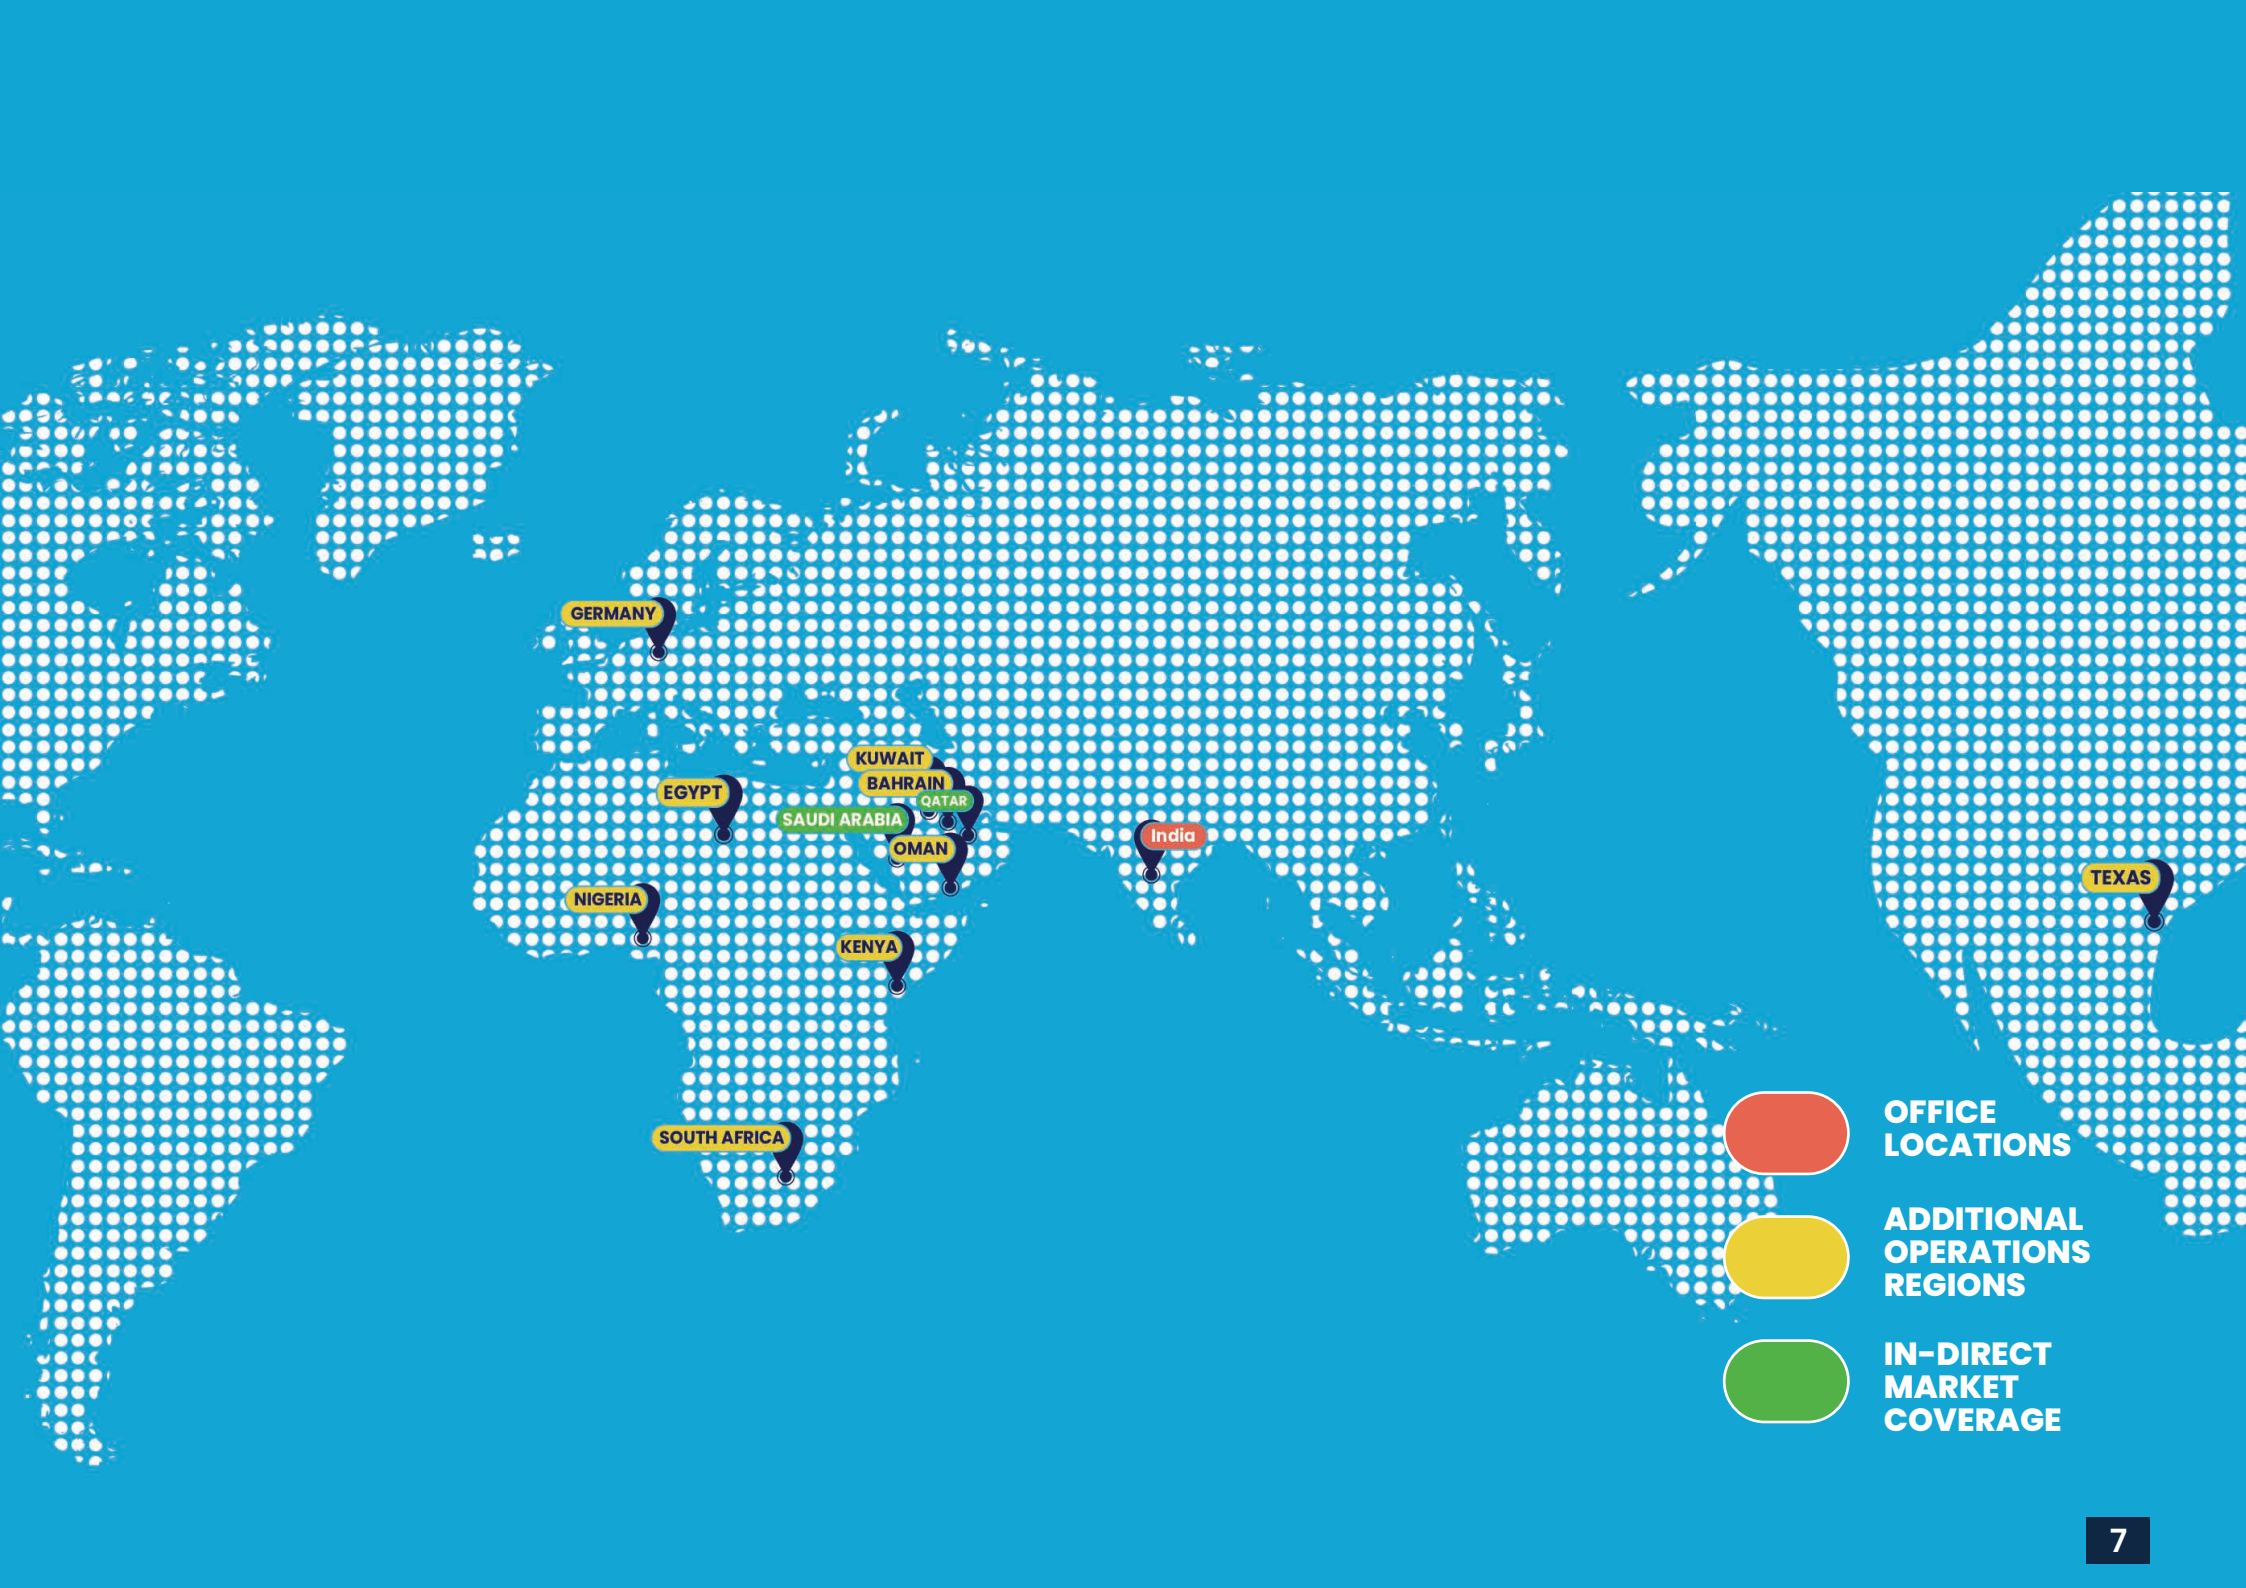 GERMANY
KUWAIT
BAHRAIN
EGYPT
QATAR
SAUDI ARABIA
India
OMAN
TEXAS
NIGERIA
KENYA
SOUTH AFRICA
OFFICE
LOCATIONS
ADDITIONAL
OPERATIONS
REGIONS
IN-DIRECT
MARKET
COVERAGE
7